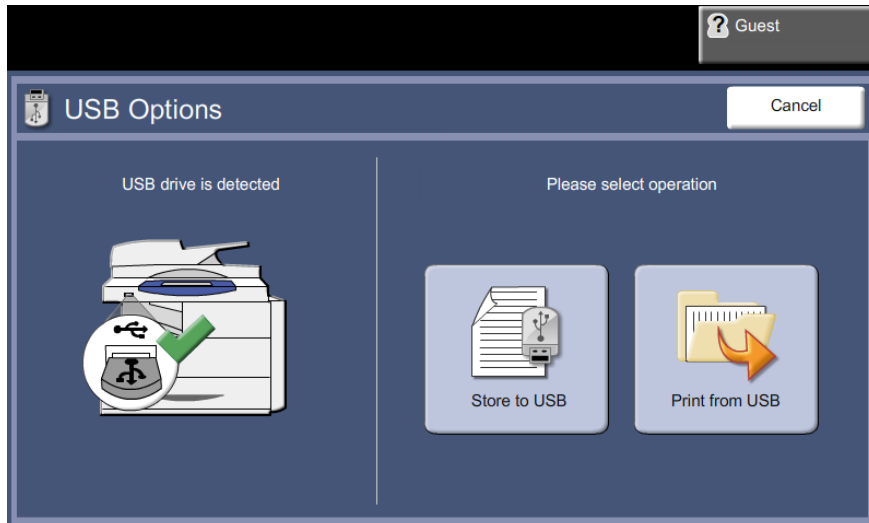 Guest
USB Options
Cancel
USB drive is detected
Please select operation
Store to USB
Print from USB